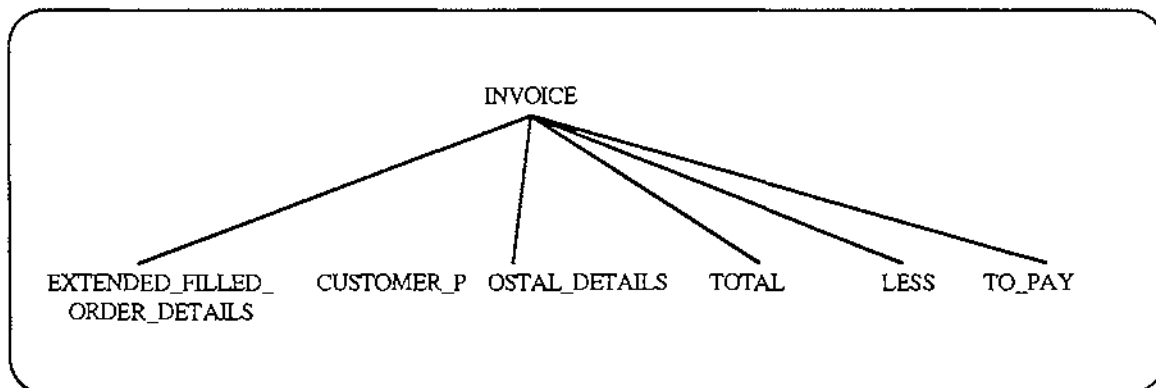 INVOICE
EXTENDED_FILLED_ CUSTOMER_P OSTAL_DETAILS TOTAL LESS TO_PAY
ORDER_DETAILS